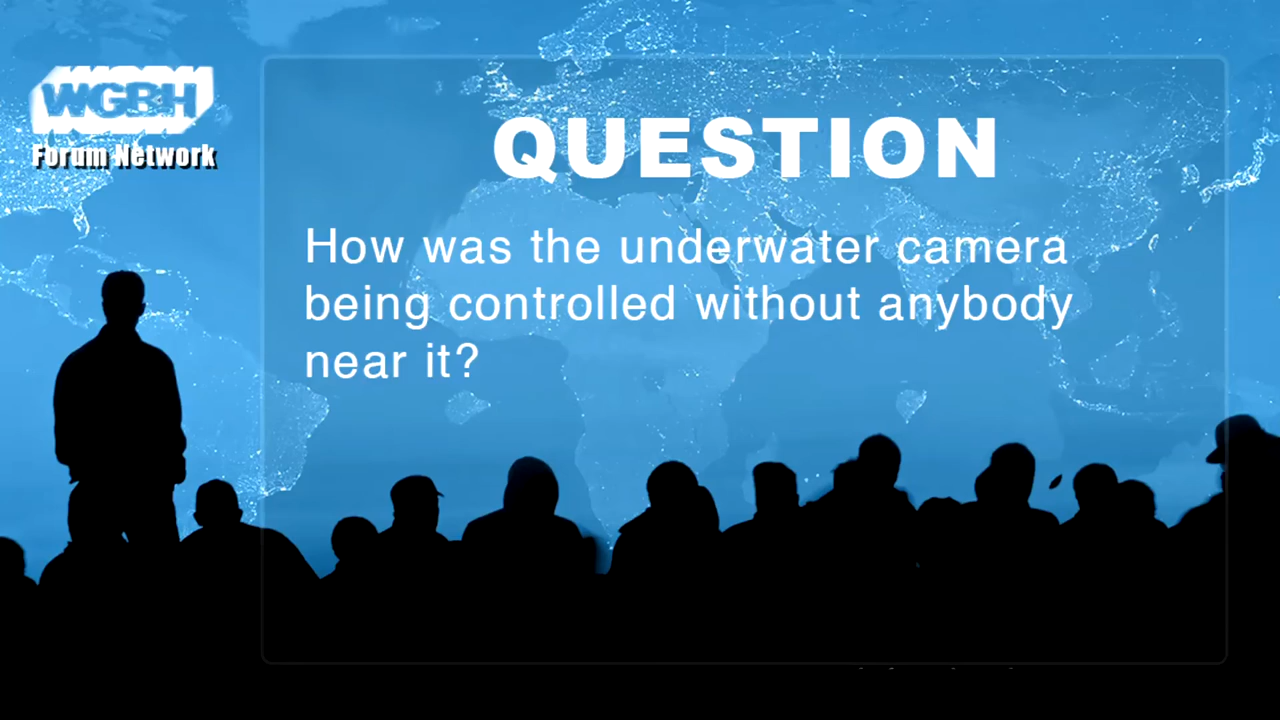 WGBH
Forum Network
QUESTION
How was the underwater camera
being controlled without anybody
near it?